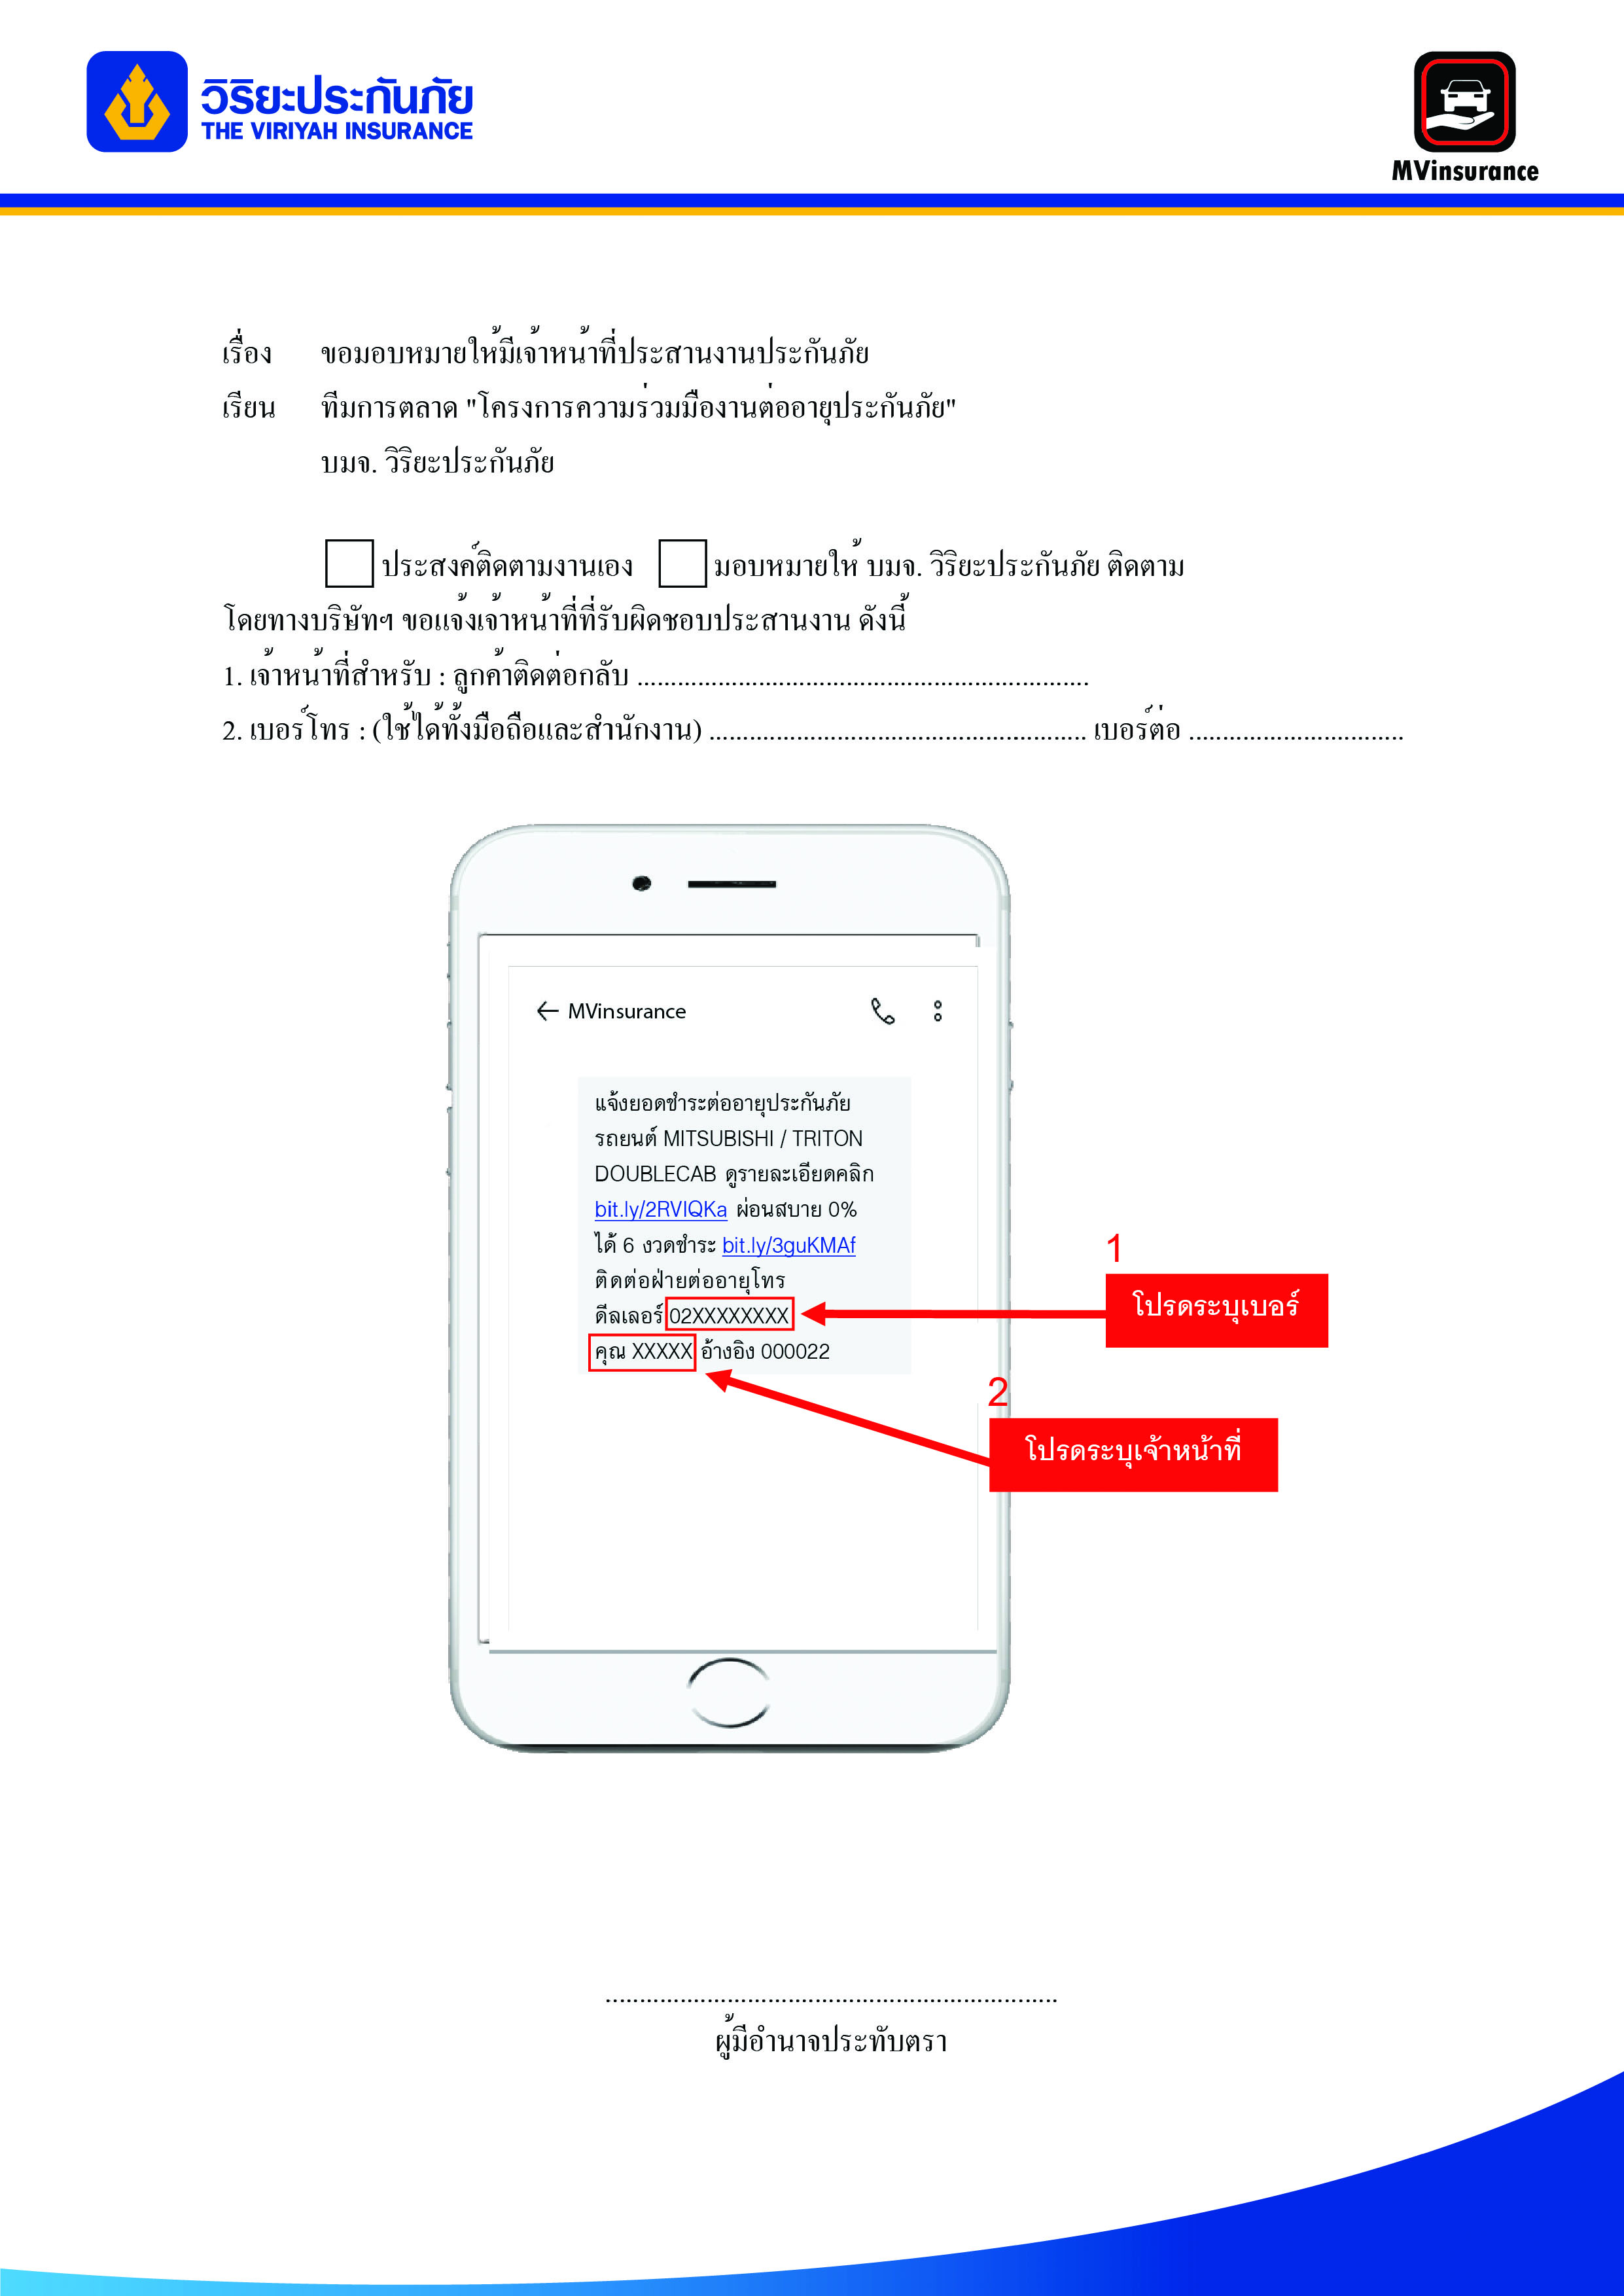 วิริยะประกันภัย
THE VIRIYAH INSURANCE
MVinsurance
เรื่อง ขอมอบหมายให้มีเจ้าหน้าที่ประสานงานประกันภัย
เรียน ทีมการตลาด "โครงการความร่วมมืองานต่ออายุประกันภัย"
บมจ. วิริยะประกันภัย
ประสงค์ติดตามงานเอง มอบหมายให้ บมจ. วิริยะประกันภัย ติดตาม
โดยทางบริษัทฯ ขอแจ้งเจ้าหน้าที่ที่รับผิดชอบประสานงาน ดังนี้
1. เจ้าหน้าที่สำหรับ : ลูกค้าติดต่อกลับ ...................................................................
2. เบอร์โทร : (ใช้ได้ทั้งมือถือและสำนักงาน) ........................................................ เบอร์ต่อ ................................
MVinsurance
แจ้งยอดชำระต่ออายุประกันภัย
รถยนต์ MITSUBISHI / TRITON
DOUBLECAB ดูรายละเอียดคลิก
bit.ly/2RVIQKa ผ่อนสบาย 0%
ได้ 6 งวดชำระ bit.ly/3guKMAf
ติดต่อฝ่ายต่ออายุโทร
ดีลเลอร์ 02XXXXXXXX
คุณ XXXXX อ้างอิง 000022
1
โปรดระบุเบอร์
2
โปรดระบุเจ้าหน้าที่
...................................................................
ผู้มีอำนาจประทับตรา